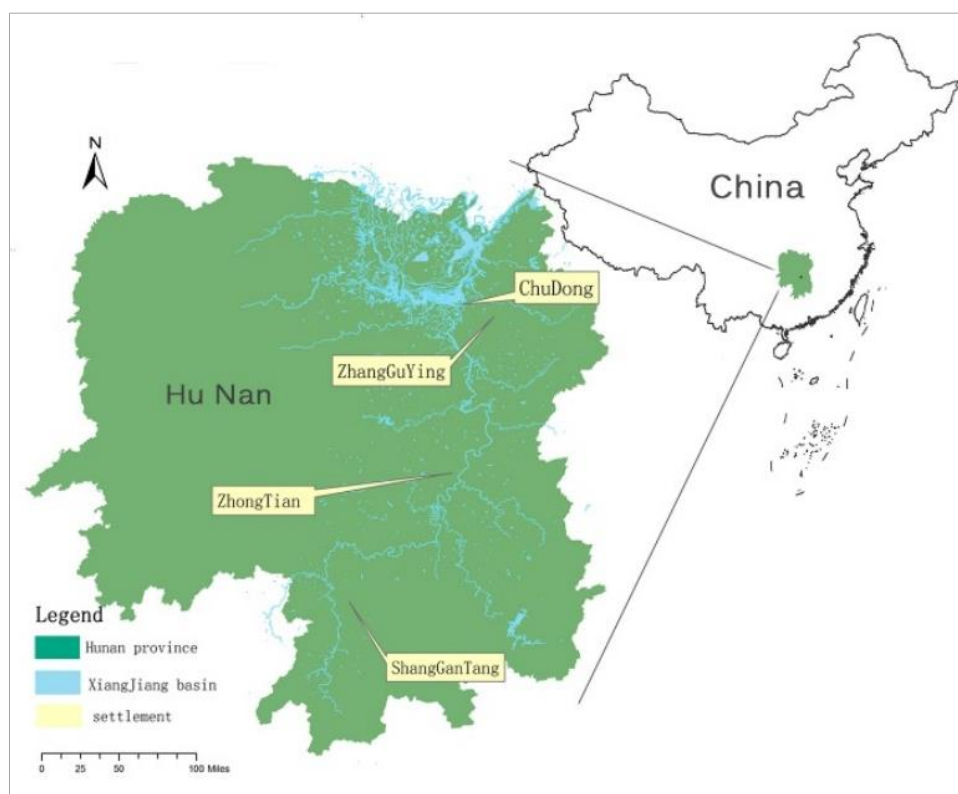 N
China
ChuDong
ZhangGuYing
Hu Nan
ZhongTian
ShangGanTang
Legend
Hunan province
XiangJiang basin
settlement
0 25 50 100 Miles